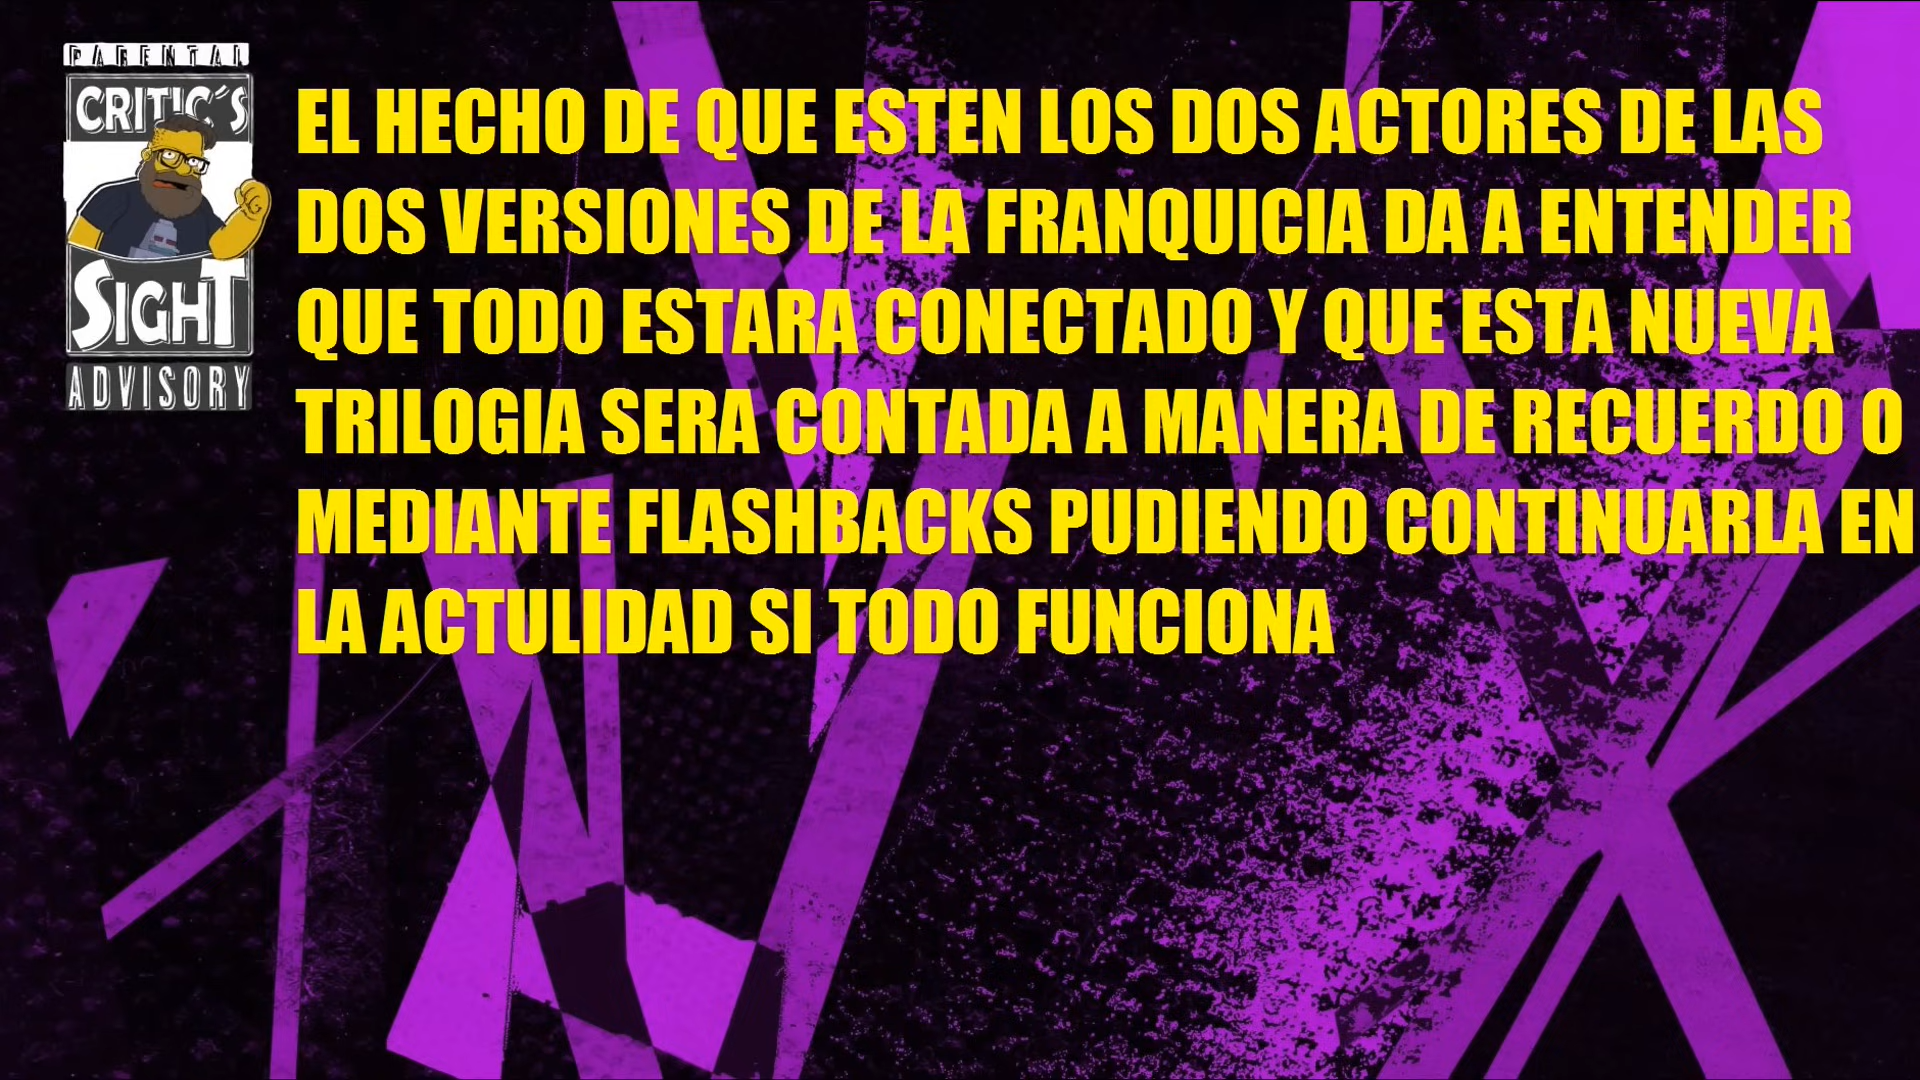 PARENTAL
CRITIC´S
SIGHT
ADVISORY
EL HECHO DE QUE ESTEN LOS DOS ACTORES DE LAS
DOS VERSIONES DE LA FRANQUICIA DA A ENTENDER
QUE TODO ESTARA CONECTADO Y QUE ESTA NUEVA
TRILOGIA SERA CONTADA A MANERA DE RECUERDO O
MEDIANTE FLASHBACKS PUDIENDO CONTINUARLA EN
LA ACTULIDAD SI TODO FUNCIONA